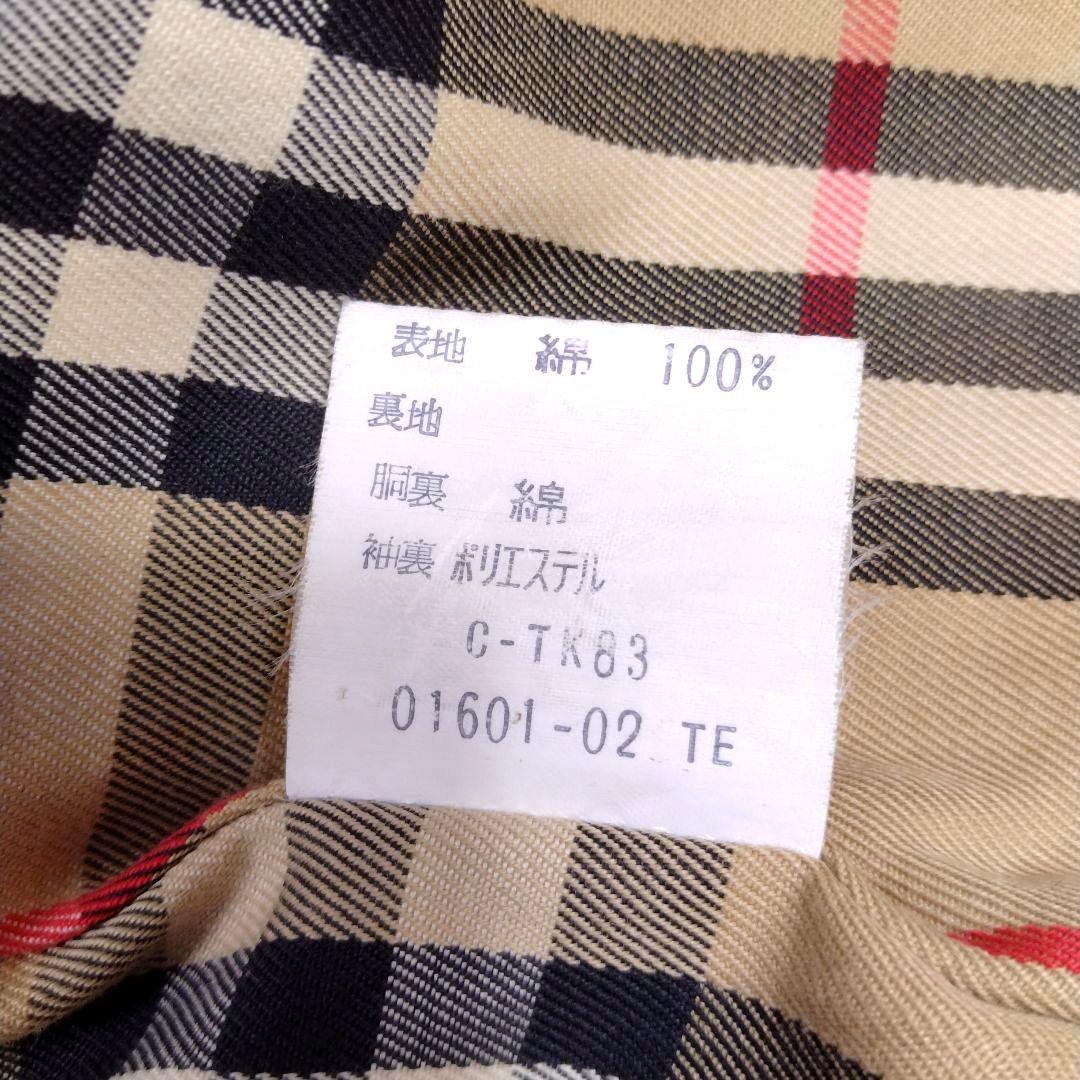 表地 綿 100%
裏地
胴裏 綿
袖裏 ポリエステル
C-TK83
01601-02 TE